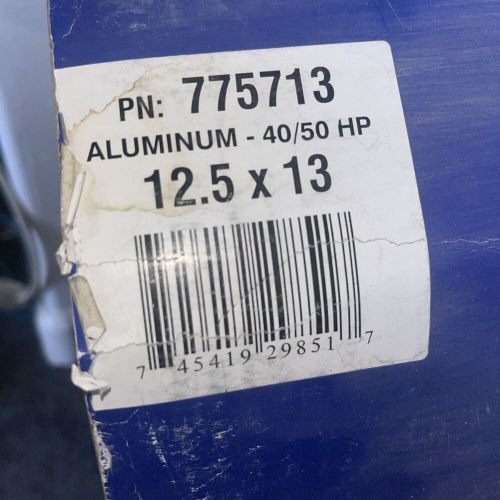 PN: 775713
ALUMINUM - 40/50 HP
12.5 x 13
7 45419 29851 7